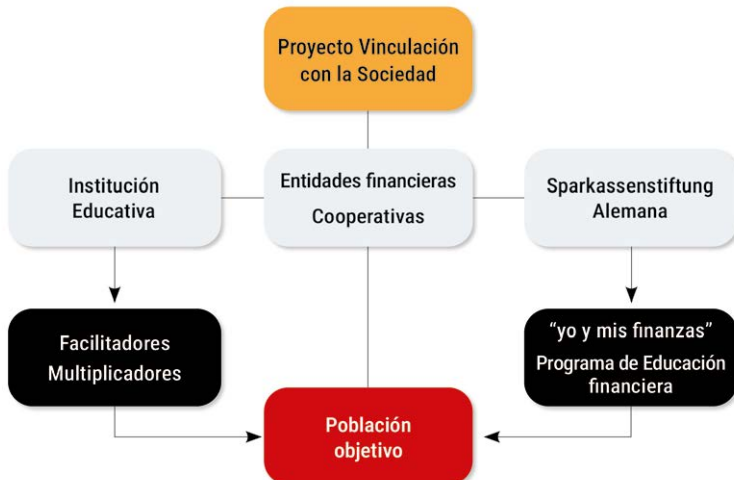 Proyecto Vinculación
con la Sociedad
Institución
Educativa
Entidades financieras
Cooperativas
Sparkassenstiftung
Alemana
Facilitadores
Multiplicadores
“yo y mis finanzas”
Programa de Educación
financiera
Población
objetivo